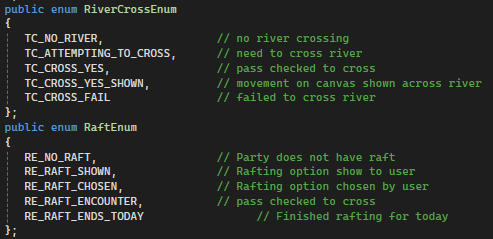 public enum RiverCrossEnum
{
    TC_NO_RIVER,                // no river crossing
    TC_ATTEMPTING_TO_CROSS,     // need to cross river
    TC_CROSS_YES,               // pass checked to cross
    TC_CROSS_YES_SHOWN,         // movement on canvas shown across river
    TC_CROSS_FAIL               // failed to cross river
};
public enum RaftEnum
{
    RE_NO_RAFT,                 // Party does not have raft
    RE_RAFT_SHOWN,              // Rafting option show to user
    RE_RAFT_CHOSEN,             // Rafting option chosen by user
    RE_RAFT_ENCOUNTER,          // pass checked to cross
    RE_RAFT_ENDS_TODAY                // Finished rafting for today
};